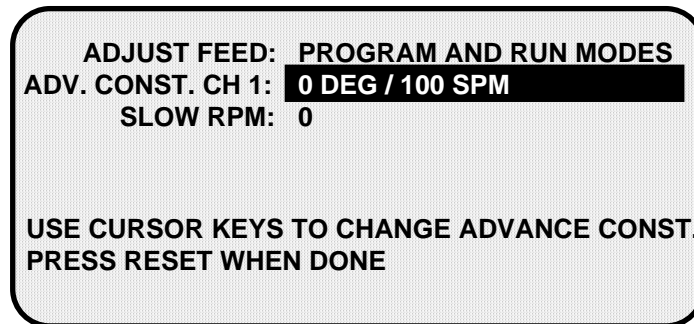 ADJUST FEED: PROGRAM AND RUN MODES
ADV. CONST. CH 1: 0 DEG / 100 SPM
SLOW RPM: 0
USE CURSOR KEYS TO CHANGE ADVANCE CONST.
PRESS RESET WHEN DONE